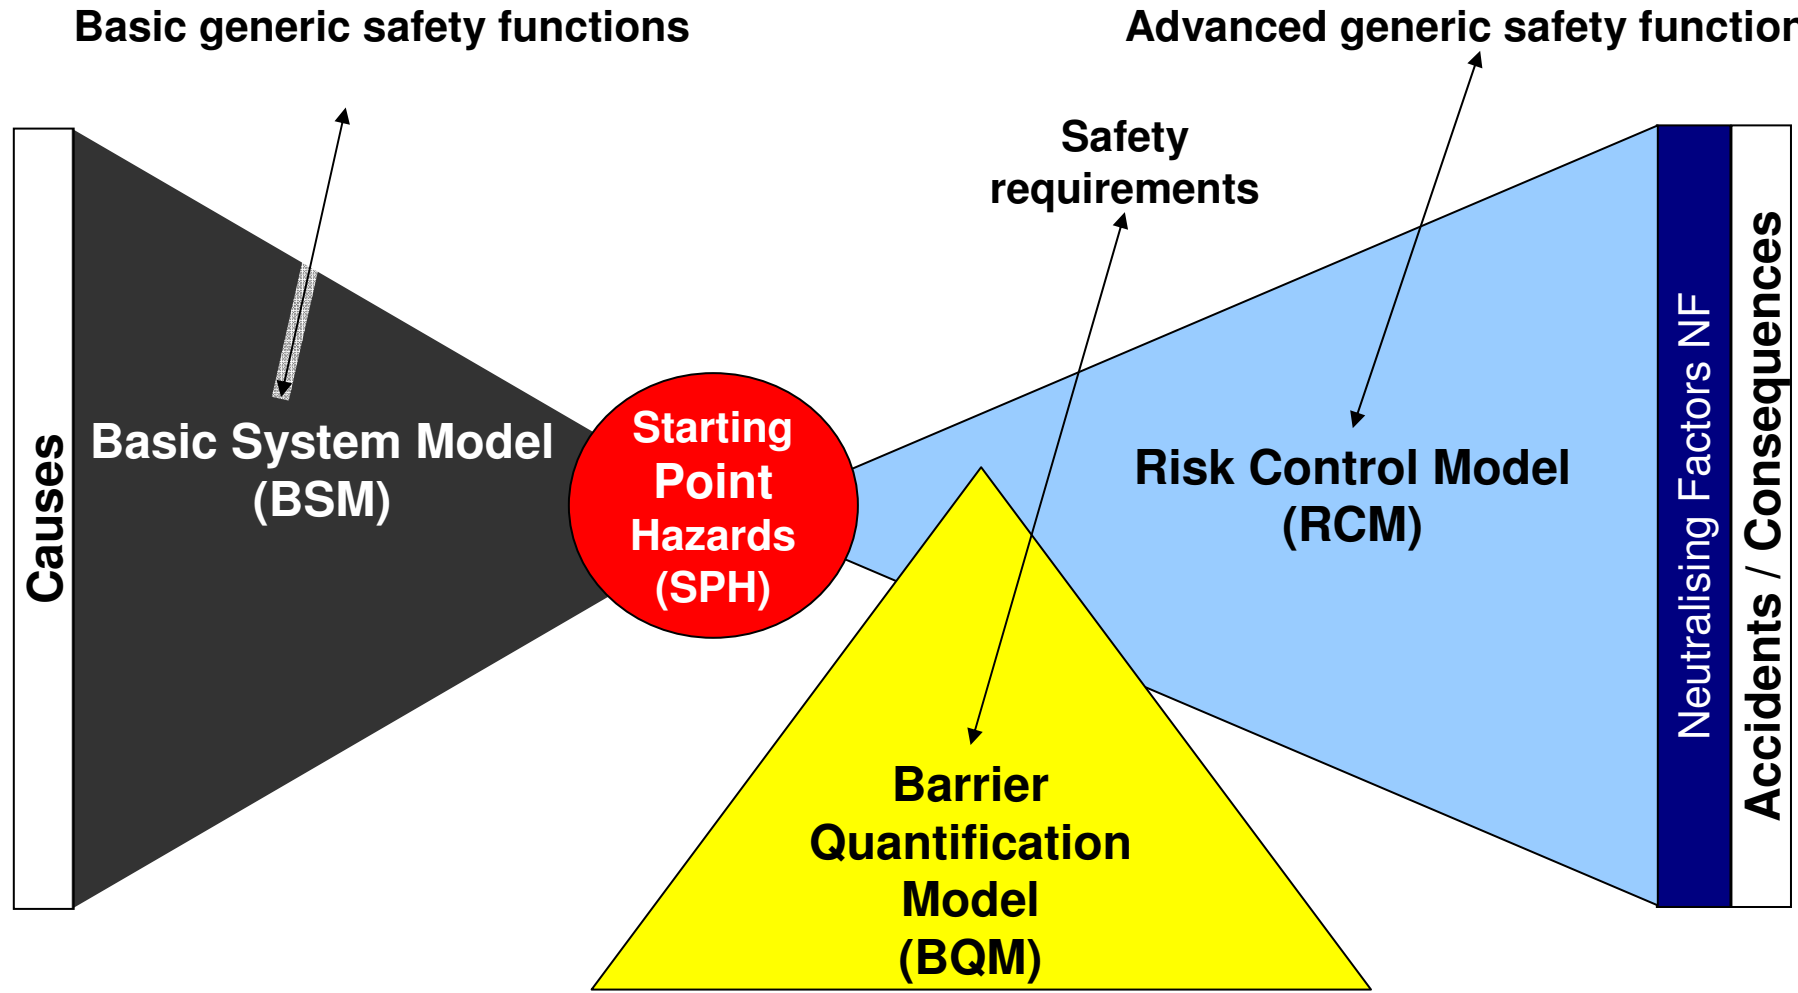 Basic generic safety functions
Advanced generic safety function
Safety
requirements
Causes
Basic System Model
(BSM)
Starting
Point
Hazards
(SPH)
Risk Control Model
(RCM)
Barrier
Quantification
Model
(BQM)
Neutralising Factors NF
Accidents / Consequences